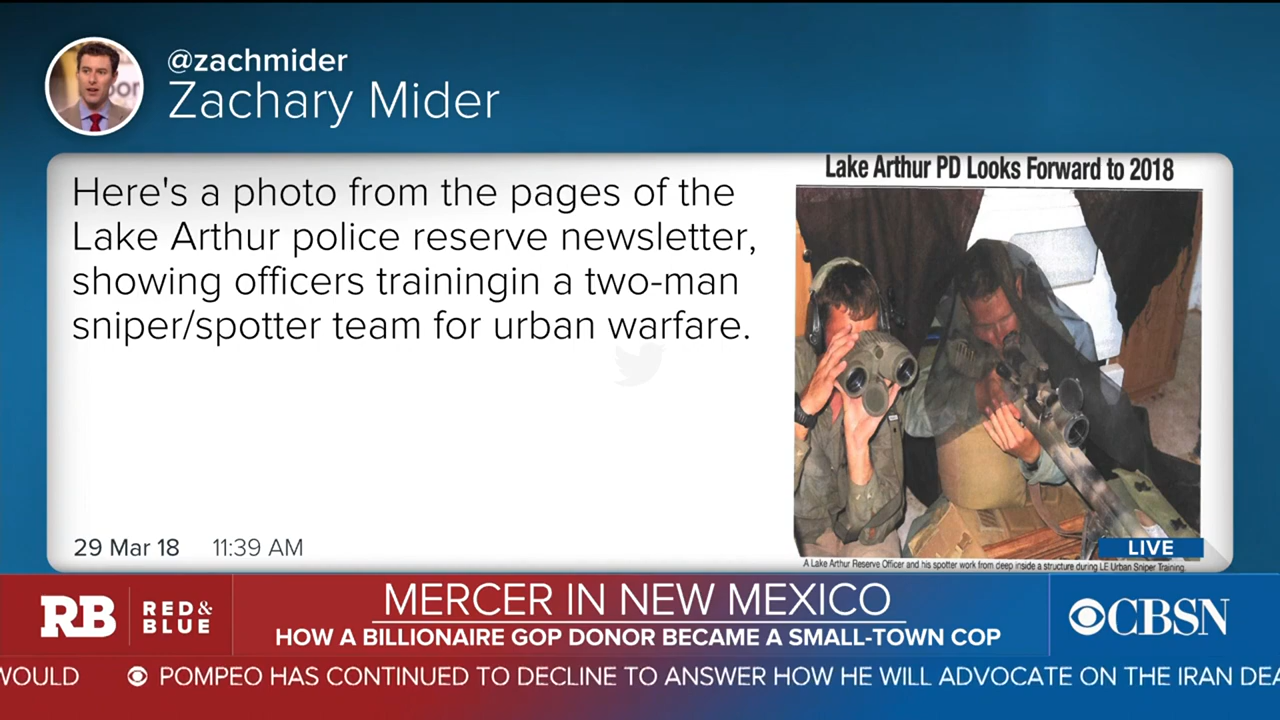 @zachmider
Zachary Mider
Here's a photo from the pages of the
Lake Arthur police reserve newsletter,
showing officers trainingin a two-man
sniper/spotter team for urban warfare.
29 Mar 18 11:39 AM
Lake Arthur PD Looks Forward to 2018
A Lake Arthur Reserve Officer and his spotter work from deep inside a structure during LE Urban Sniper Training.
LIVE
RB RED&
BLUE
MERCER IN NEW MEXICO
HOW A BILLIONAIRE GOP DONOR BECAME A SMALL-TOWN COP
CBSN
WOULD POMPEO HAS CONTINUED TO DECLINE TO ANSWER HOW HE WILL ADVOCATE ON THE IRAN DEA